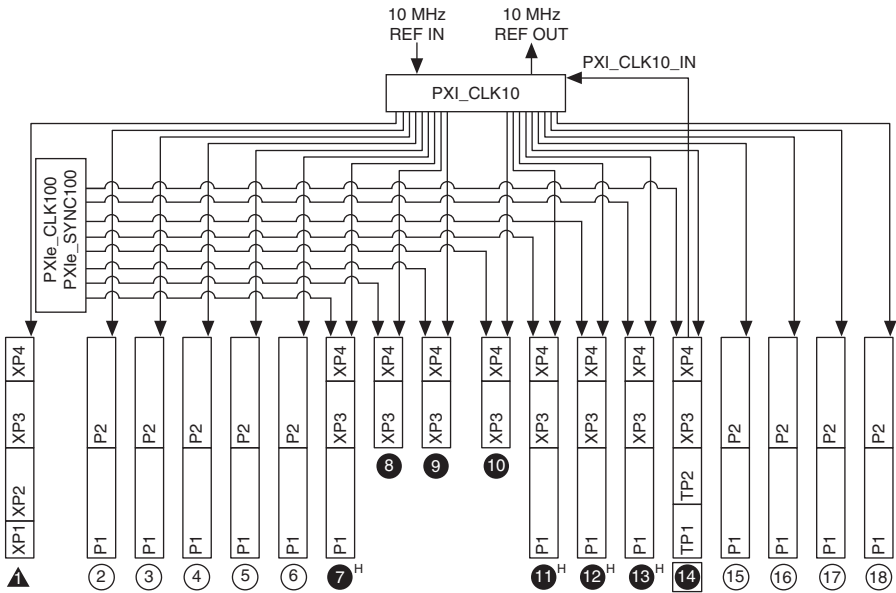 10 MHz
REF IN
10 MHz
REF OUT
PXI_CLK10_IN
PXI_CLK10
PXIe_CLK100
PXIe_SYNC100
XP4
XP3
XP2
XP1
1
P2
P1
2
P2
P1
3
P2
P1
4
P2
P1
5
P2
P1
6
XP4
XP3
P1
7 H
XP4
XP3
8
XP4
XP3
9
XP4
XP3
10
XP4
XP3
P1
11 H
XP4
XP3
P1
12 H
XP4
XP3
P1
13 H
XP4
XP3
TP2
TP1
14
P2
P1
15
P2
P1
16
P2
P1
17
P2
P1
18